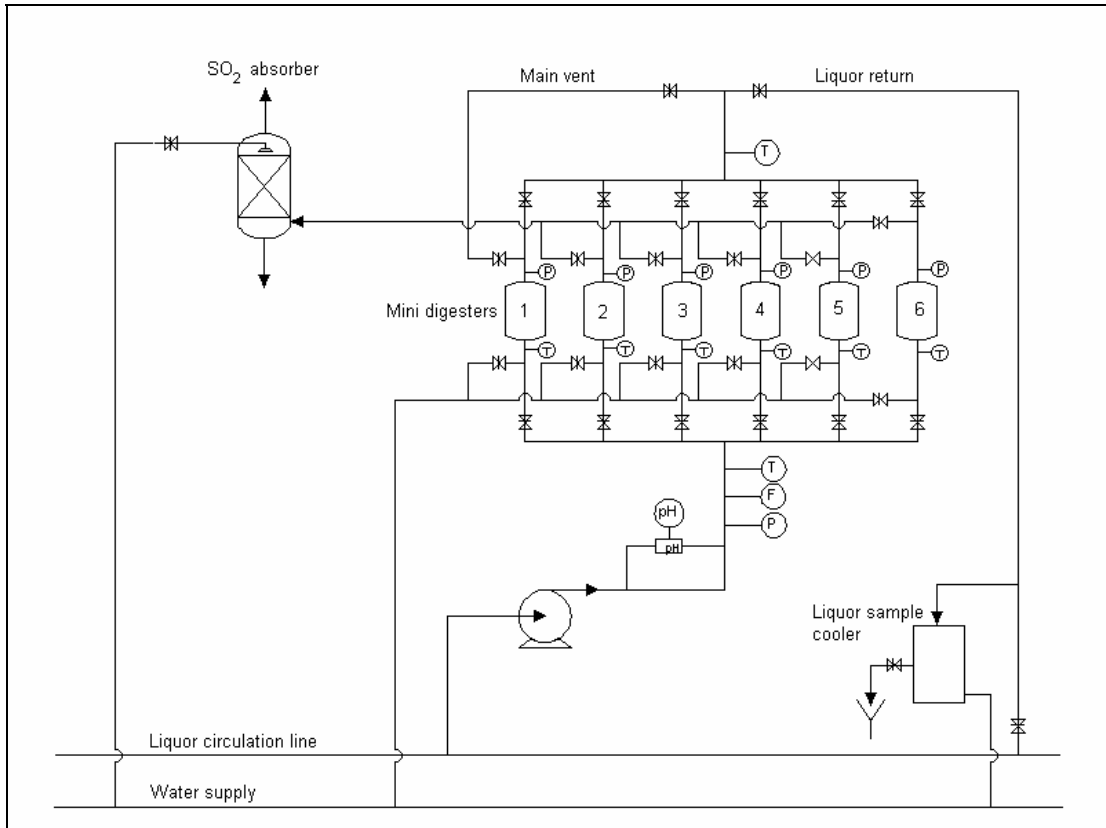 SO2 absorber
Main vent
Liquor return
T
P
P
P
P
P
P
Mini digesters
1
2
3
4
5
6
T
T
T
T
T
T
T
F
P
pH
pH
Liquor sample
cooler
Liquor circulation line
Water supply